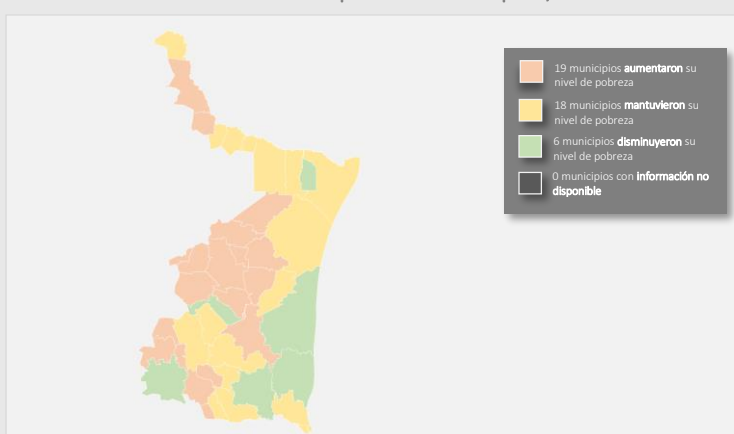 19 municipios aumentaron su
nivel de pobreza
18 municipios mantuvieron su
nivel de pobreza
6 municipios disminuyeron su
nivel de pobreza
0 municipios con información no
disponible